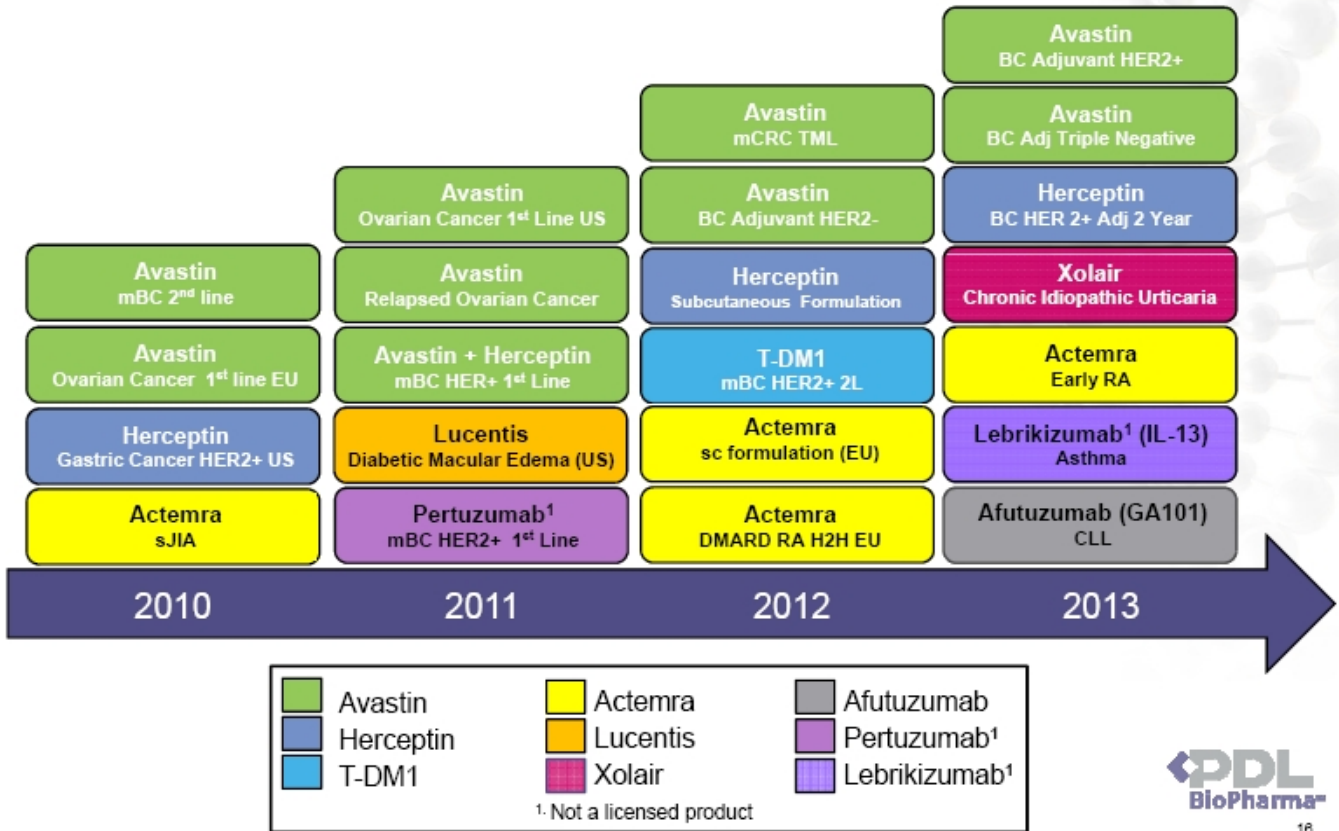 Avastin
BC Adjuvant HER2+
Avastin
mCRC TML
Avastin
BC Adj Triple Negative
Avastin
Ovarian Cancer 1st Line US
Avastin
BC Adjuvant HER2-
Herceptin
BC HER 2+ Adj 2 Year
Avastin
mBC 2nd line
Avastin
Relapsed Ovarian Cancer
Herceptin
Subcutaneous Formulation
Xolair
Chronic Idiopathic Urticaria
Avastin
Ovarian Cancer 1st line EU
Avastin + Herceptin
mBC HER+ 1st Line
T-DM1
mBC HER2+ 2L
Actemra
Early RA
Herceptin
Gastric Cancer HER2+ US
Lucentis
Diabetic Macular Edema (US)
Actemra
sc formulation (EU)
Lebrikizumab¹ (IL-13)
Asthma
Actemra
sJIA
Pertuzumab¹
mBC HER2+ 1st Line
Actemra
DMARD RA H2H EU
Afutuzumab (GA101)
CLL
2010 2011 2012 2013
Avastin
Herceptin
T-DM1
Actemra
Lucentis
Xolair
Afutuzumab
Pertuzumab¹
Lebrikizumab¹
1. Not a licensed product
PDL
BioPharma
16